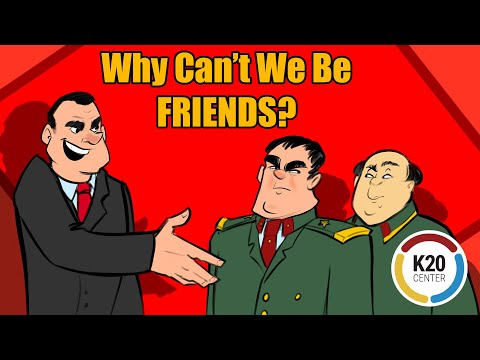 Why Can't We Be
FRIENDS?
K20
CENTER